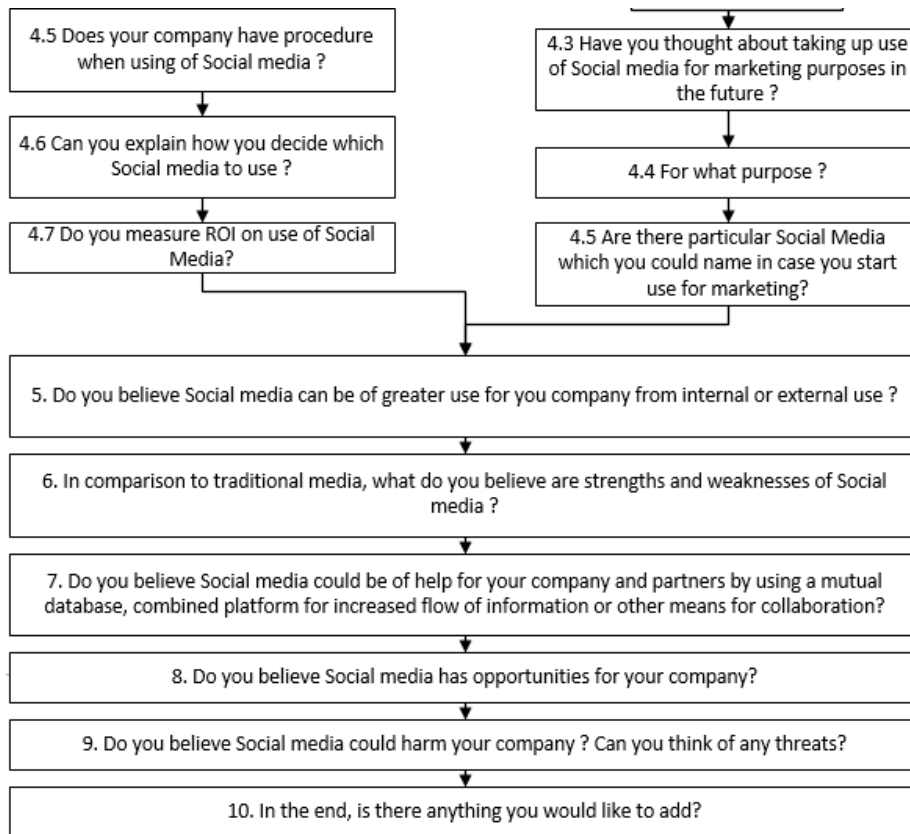 4.5 Does your company have procedure
when using of Social media ?
4.6 Can you explain how you decide which
Social media to use ?
4.7 Do you measure ROI on use of Social
Media?
4.3 Have you thought about taking up use
of Social media for marketing purposes in
the future ?
4.4 For what purpose ?
4.5 Are there particular Social Media
which you could name in case you start
use for marketing?
5. Do you believe Social media can be of greater use for you company from internal or external use ?
6. In comparison to traditional media, what do you believe are strengths and weaknesses of Social
media ?
7. Do you believe Social media could be of help for your company and partners by using a mutual
database, combined platform for increased flow of information or other means for collaboration?
8. Do you believe Social media has opportunities for your company?
9. Do you believe Social media could harm your company ? Can you think of any threats?
10. In the end, is there anything you would like to add?